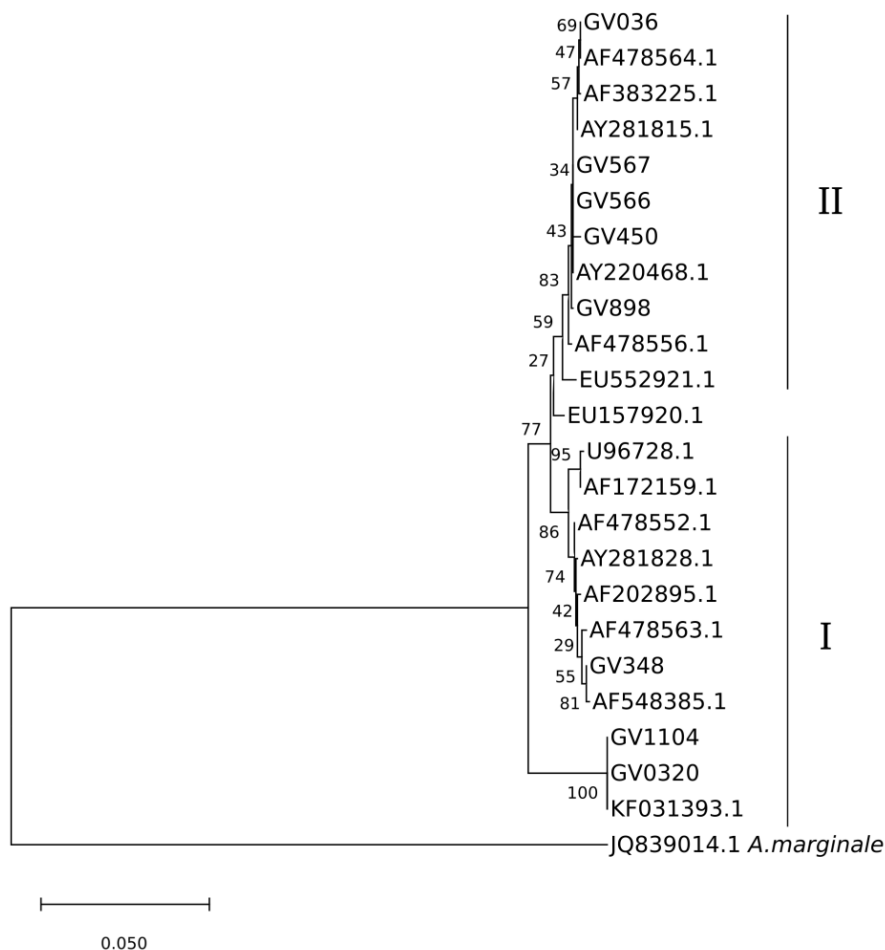 69 GV036
47 AF478564.1
57 AF383225.1
AY281815.1
34 GV567
GV566
II
43 GV450
AY220468.1
83 GV898
59 AF478556.1
27 EU552921.1
EU157920.1
77
95 U96728.1
AF172159.1
86 AF478552.1
AY281828.1
74
AF202895.1
42
AF478563.1
I
29
GV348
55
81 AF548385.1
GV1104
GV0320
100 KF031393.1
JQ839014.1 A.marginale
0.050